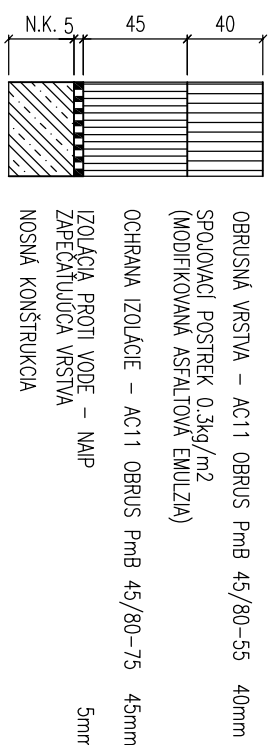 N.K. 5 45 40
OBRUSNÁ VRSTVA – AC11 OBRUS PmB 45/80–55 40mm
SPOJOVACÍ POSTREK 0.3kg/m2
(MODIFIKOVANÁ ASFALTOVÁ EMULZIA)
OCHRANA IZOLÁCIE – AC11 OBRUS PmB 45/80–75 45mm
IZOLÁCIA PROTI VODE – NAIP 5mm
ZAPEČAŤUJÚCA VRSTVA
NOSNÁ KONŠTRUKCIA